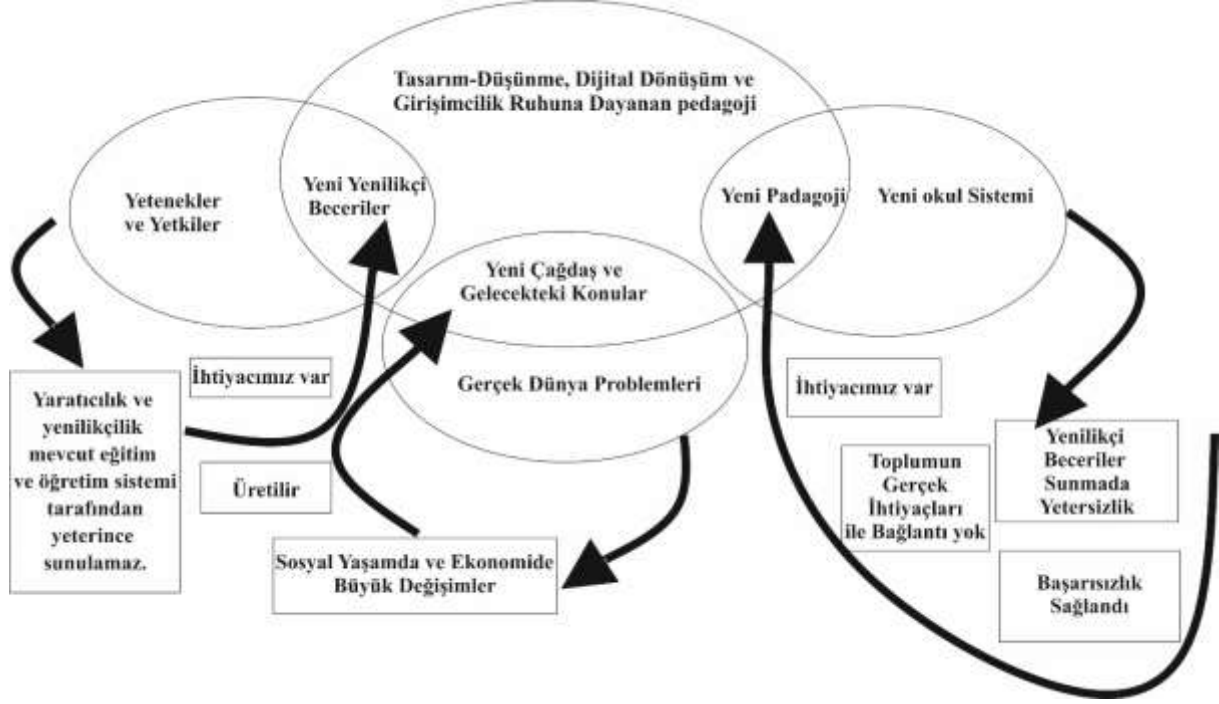 Tasarım-Düşünme, Dijital Dönüşüm ve
Girişimcilik Ruhuna Dayanan pedagoji
Yetenekler
ve Yetkiler
Yeni Yenilikçi
Beceriler
Yeni Padagoji
Yeni okul Sistemi
Yeni Çağdaş ve
Gelecekteki Konular
Gerçek Dünya Problemleri
İhtiyacımız var
İhtiyacımız var
Yaratıcılık ve
yenilikçilik
mevcut eğitim
ve öğretim sistemi
tarafından
yeterince
sunulamaz.
Üretilir
Sosyal Yaşamda ve Ekonomide
Büyük Değişimler
Toplumun
Gerçek
İhtiyaçları
ile Bağlantı yok
Yenilikçi
Beceriler
Sunmada
Yetersizlik
Başarısızlık
Sağlandı